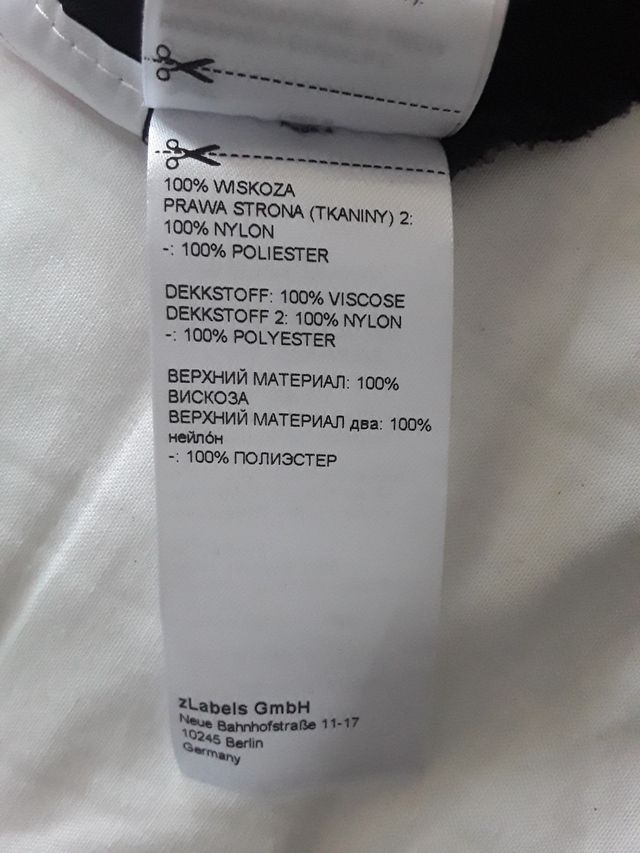 100% WISKOZA
PRAWA STRONA (TKANINY) 2:
100% NYLON
-: 100% POLIESTER
DEKKSTOFF: 100% VISCOSE
DEKKSTOFF 2: 100% NYLON
-: 100% POLYESTER
ВЕРХНИЙ МАТЕРИАЛ: 100%
ВИСКОЗА
ВЕРХНИЙ МАТЕРИАЛ два: 100%
нейло́н
-: 100% ПОЛИЭСТЕР
zLabels GmbH
Neue Bahnhofstraße 11-17
10245 Berlin
Germany